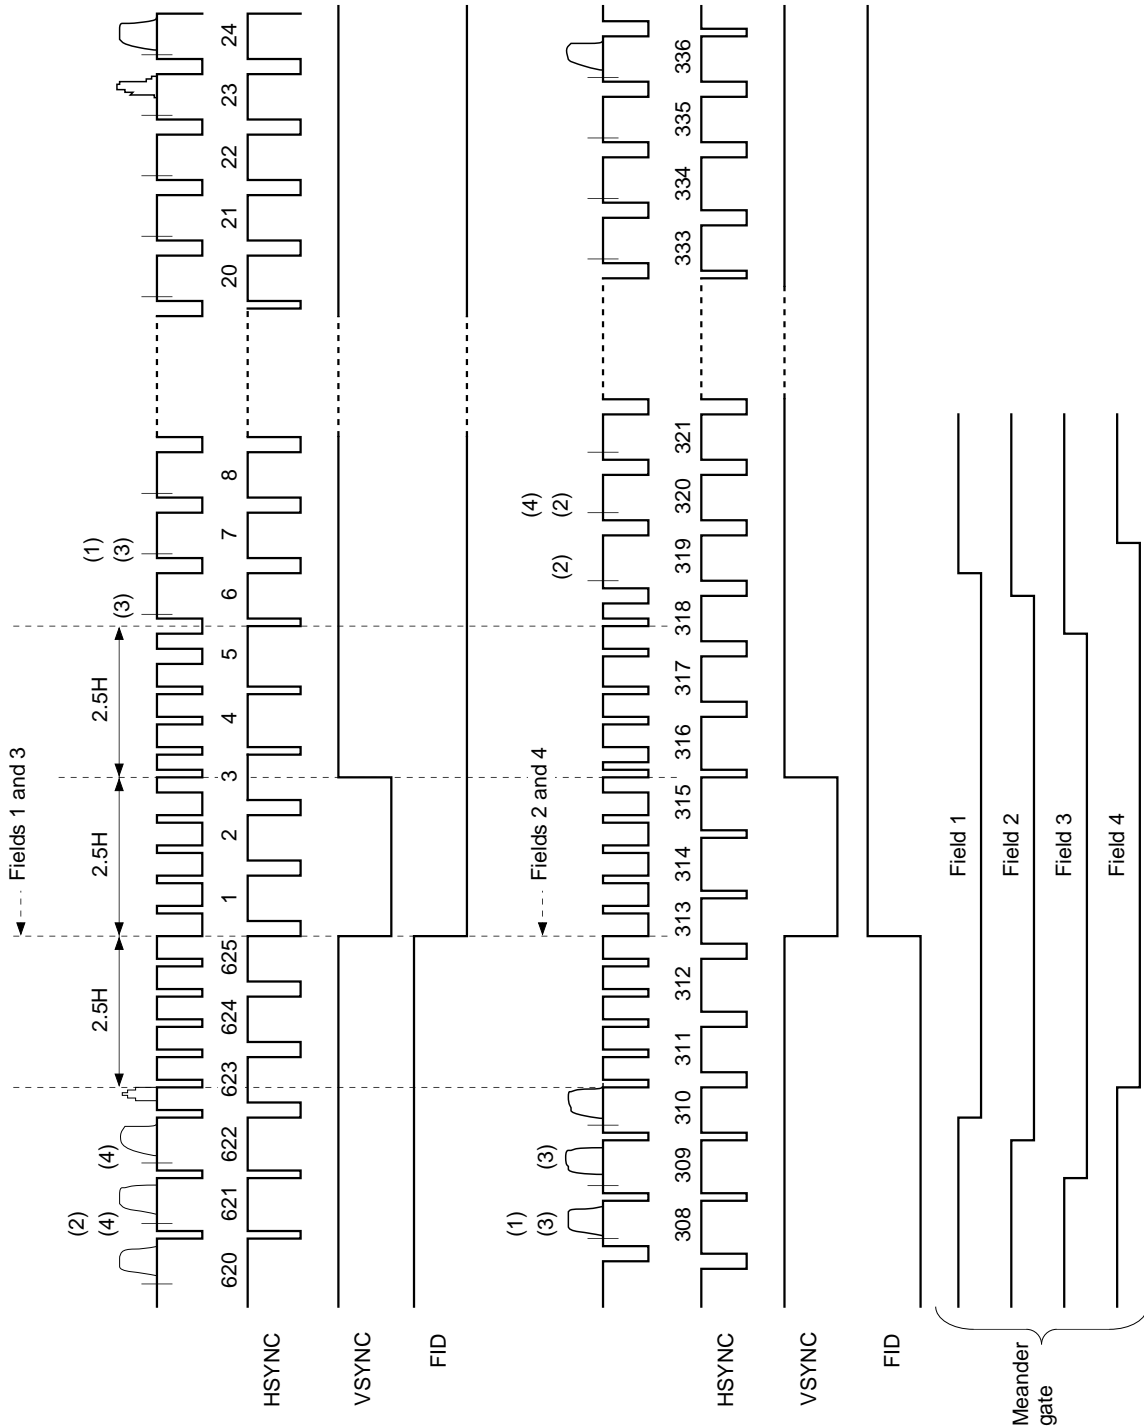 Fields 1 and 3
2.5H
2.5H
2.5H
(2)
(4)
(4)
(3)
(1)
(3)
620 621 622 623 624 625 1 2 3 4 5 6 7 8 20 21 22 23 24
HSYNC
VSYNC
FID
Fields 2 and 4
(1)
(3)
(3)
(2)
(4)
(2)
308 309 310 311 312 313 314 315 316 317 318 319 320 321 333 334 335 336
HSYNC
VSYNC
FID
Meander
gate
Field 1
Field 2
Field 3
Field 4